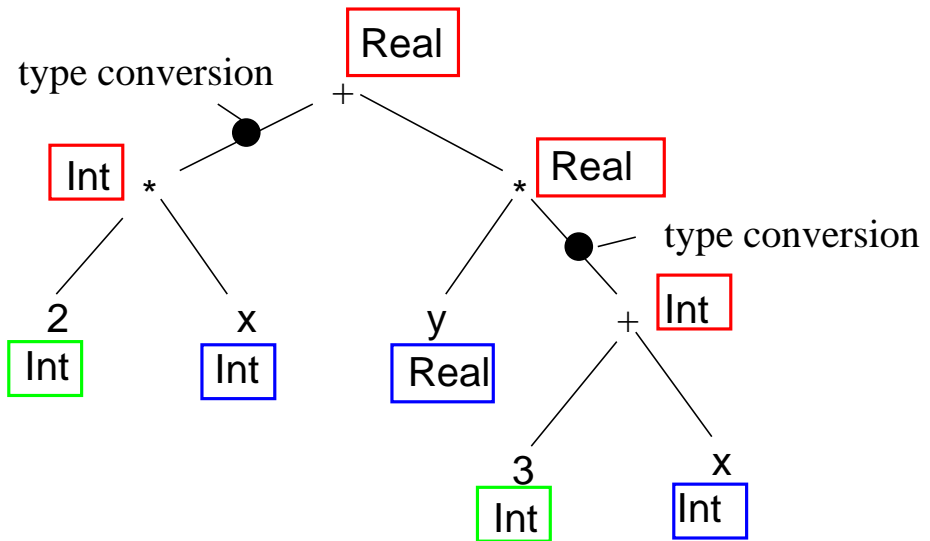 Real
type conversion
+
Int
*
* Real
type conversion
2
x
y
+ Int
Int
Int
Real
3
x
Int
Int